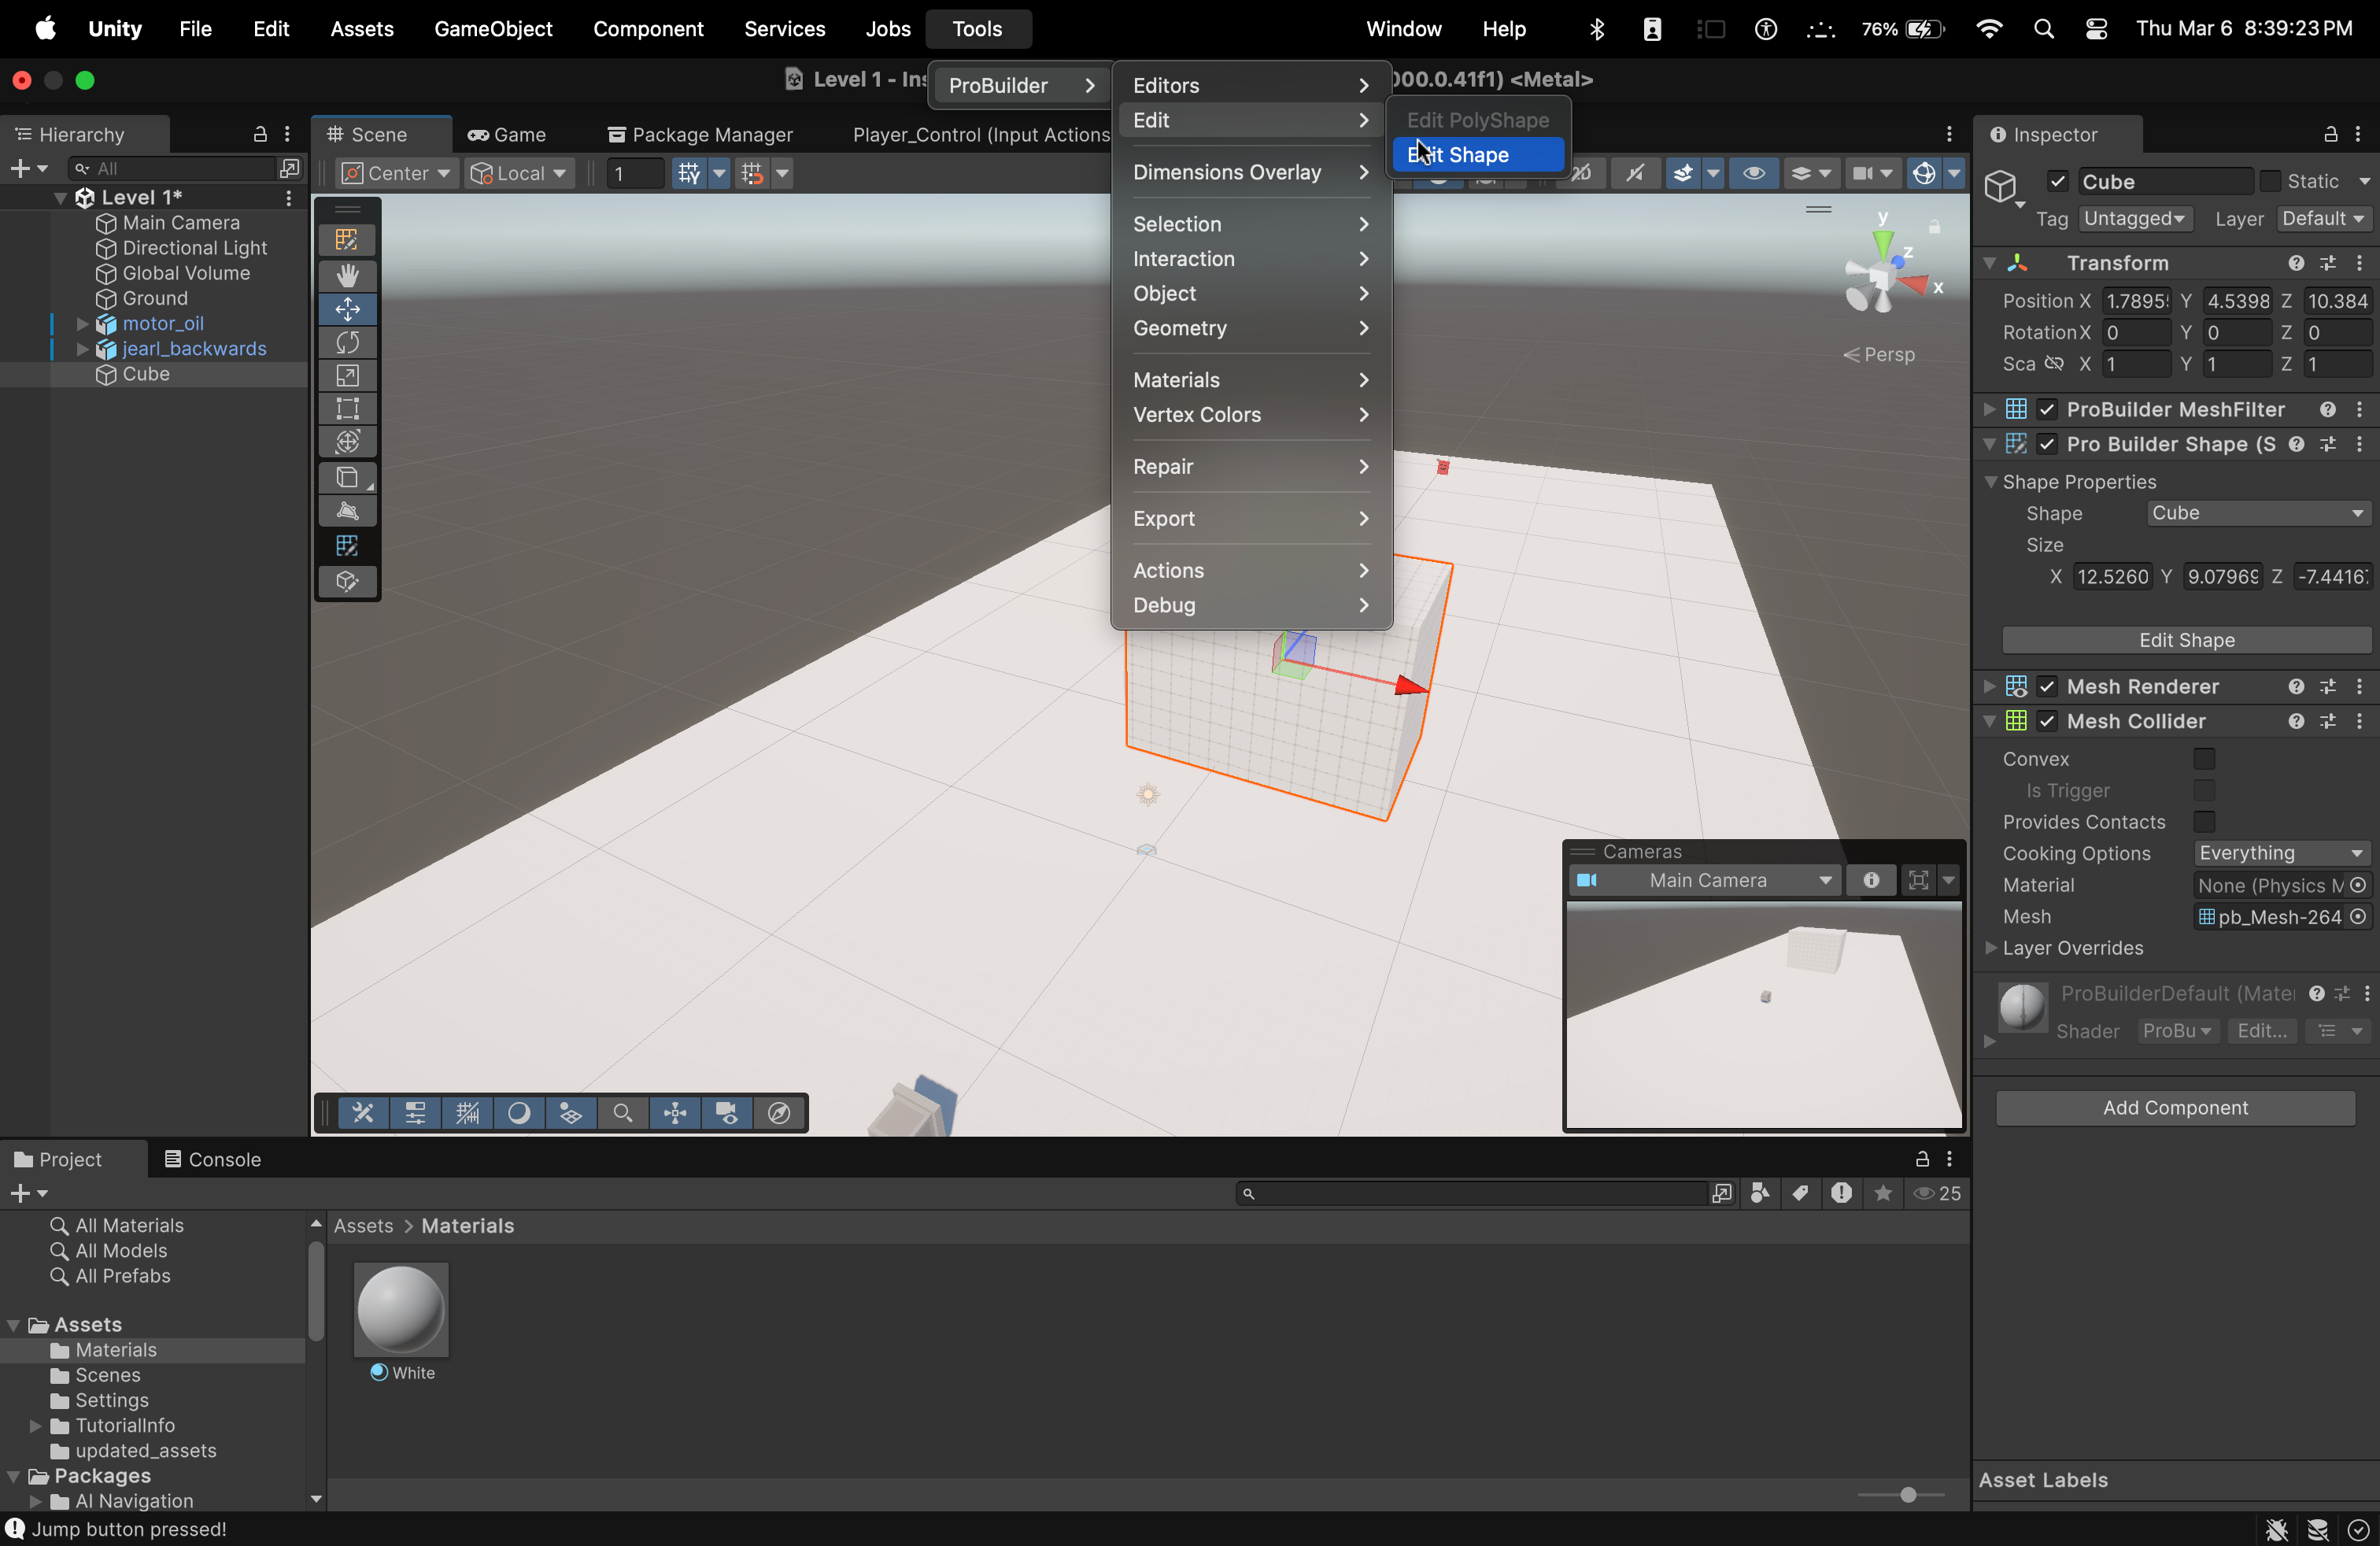 Unity File Edit Assets GameObject Component Services Jobs Tools Window Help 76% Thu Mar 6 8:39:23 PM
Level 1 - Ins 000.0.41f1) <Metal>
ProBuilder
Editors
Edit
Dimensions Overlay
Selection
Interaction
Object
Geometry
Materials
Vertex Colors
Repair
Export
Actions
Debug
Edit PolyShape
Edit Shape
Hierarchy
All
Level 1*
Main Camera
Directional Light
Global Volume
Ground
motor_oil
jearl_backwards
Cube
Scene Game Package Manager Player_Control (Input Actions
Center Local 1 2D
y
z
x
Persp
Cameras
Main Camera
Inspector
Cube Static
Tag Untagged Layer Default
Transform
Position X 1.7895 Y 4.5398 Z 10.384
Rotation X 0 Y 0 Z 0
Sca X 1 Y 1 Z 1
ProBuilder MeshFilter
Pro Builder Shape (S
Shape Properties
Shape Cube
Size
X 12.5260 Y 9.07969 Z -7.4416
Edit Shape
Mesh Renderer
Mesh Collider
Convex
Is Trigger
Provides Contacts
Cooking Options Everything
Material None (Physics M
Mesh pb_Mesh-264
Layer Overrides
ProBuilderDefault (Mate
Shader ProBu Edit...
Add Component
Asset Labels
Project Console
25
All Materials
All Models
All Prefabs
Assets
Materials
Scenes
Settings
TutorialInfo
updated_assets
Packages
AI Navigation
Assets > Materials
White
Jump button pressed!